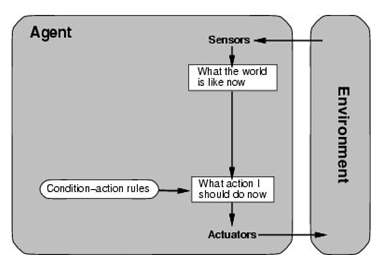 Agent
Sensors
What the world
is like now
Environment
Condition–action rules
What action I
should do now
Actuators